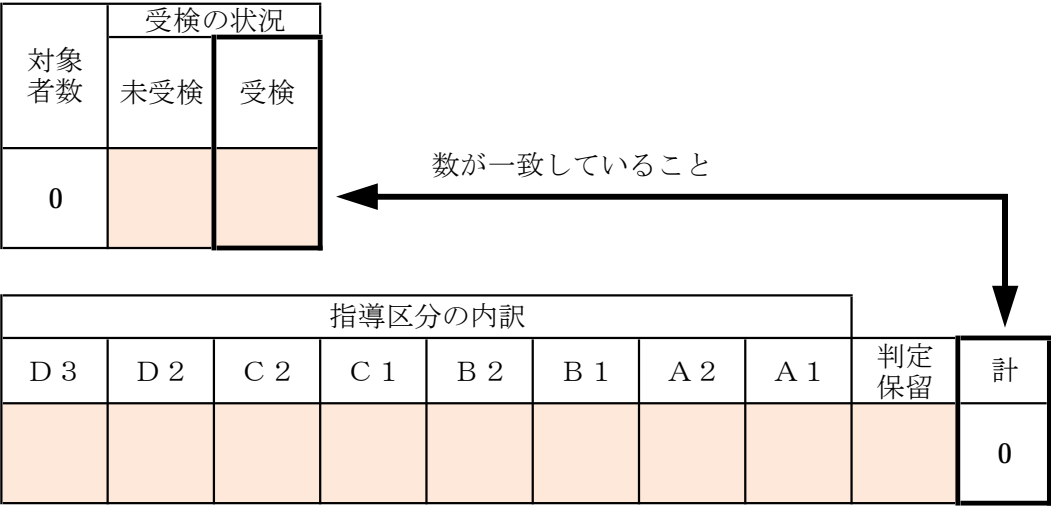 受検の状況
対象
者数
未受検 受検
0
数が一致していること
指導区分の内訳
Ｄ３ Ｄ２ Ｃ２ Ｃ１ Ｂ２ Ｂ１ Ａ２ Ａ１ 判定
保留 計
0